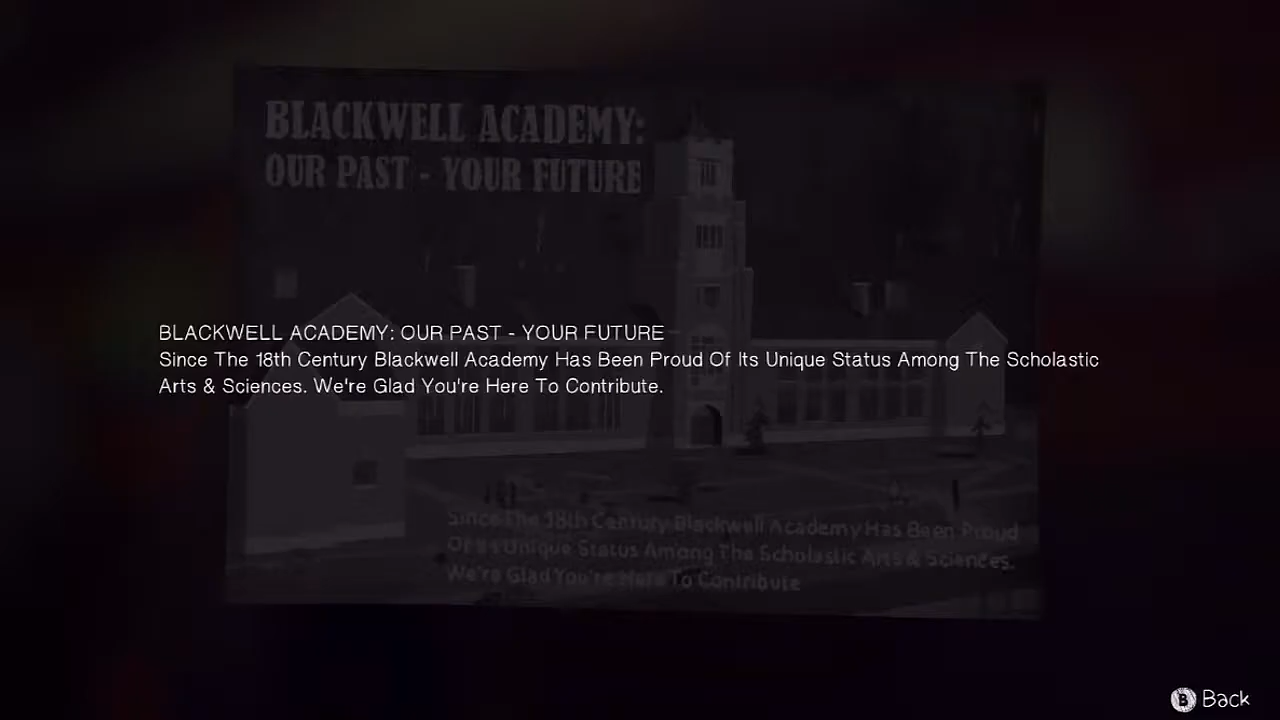 BLACKWELL ACADEMY:
OUR PAST - YOUR FUTURE
BLACKWELL ACADEMY: OUR PAST - YOUR FUTURE
Since The 18th Century Blackwell Academy Has Been Proud Of Its Unique Status Among The Scholastic
Arts & Sciences. We're Glad You're Here To Contribute.
Since The 18th Century Blackwell Academy Has Been Proud
Of Its Unique Status Among The Scholastic Arts & Sciences.
We're Glad You're Here To Contribute
B Back